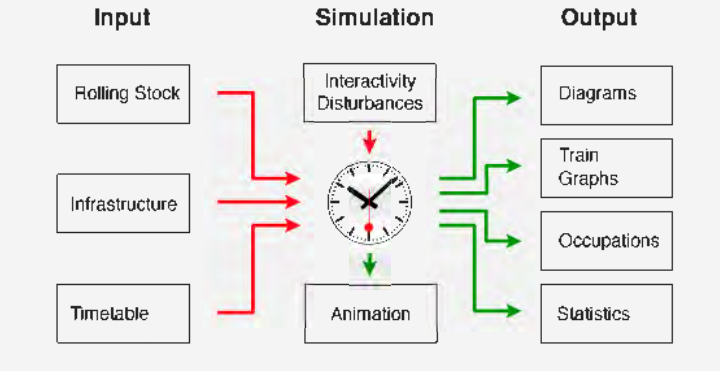 Input
Simulation
Output
Rolling Stock
Interactivity
Disturbances
Diagrams
Train
Graphs
Infrastructure
Occupations
Timetable
Animation
Statistics